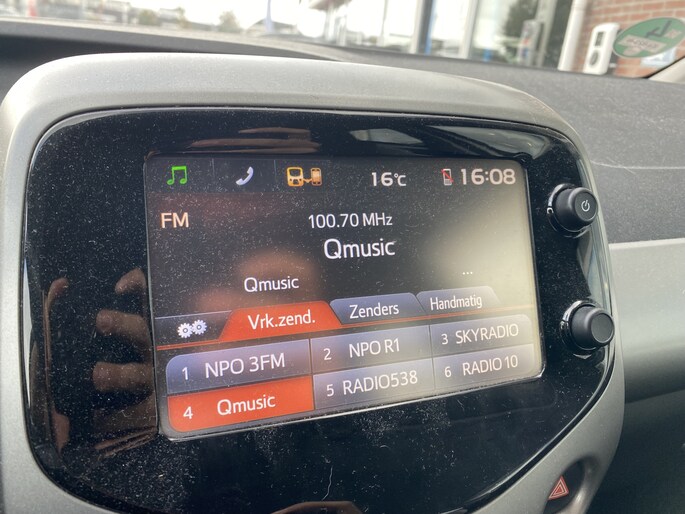 16°C
16:08
FM
100.70 MHz
Qmusic
Qmusic
...
Vrk.zend.
Zenders
Handmatig
1 NPO 3FM
2 NPO R1
3 SKYRADIO
4 Qmusic
5 RADIO538
6 RADIO 10